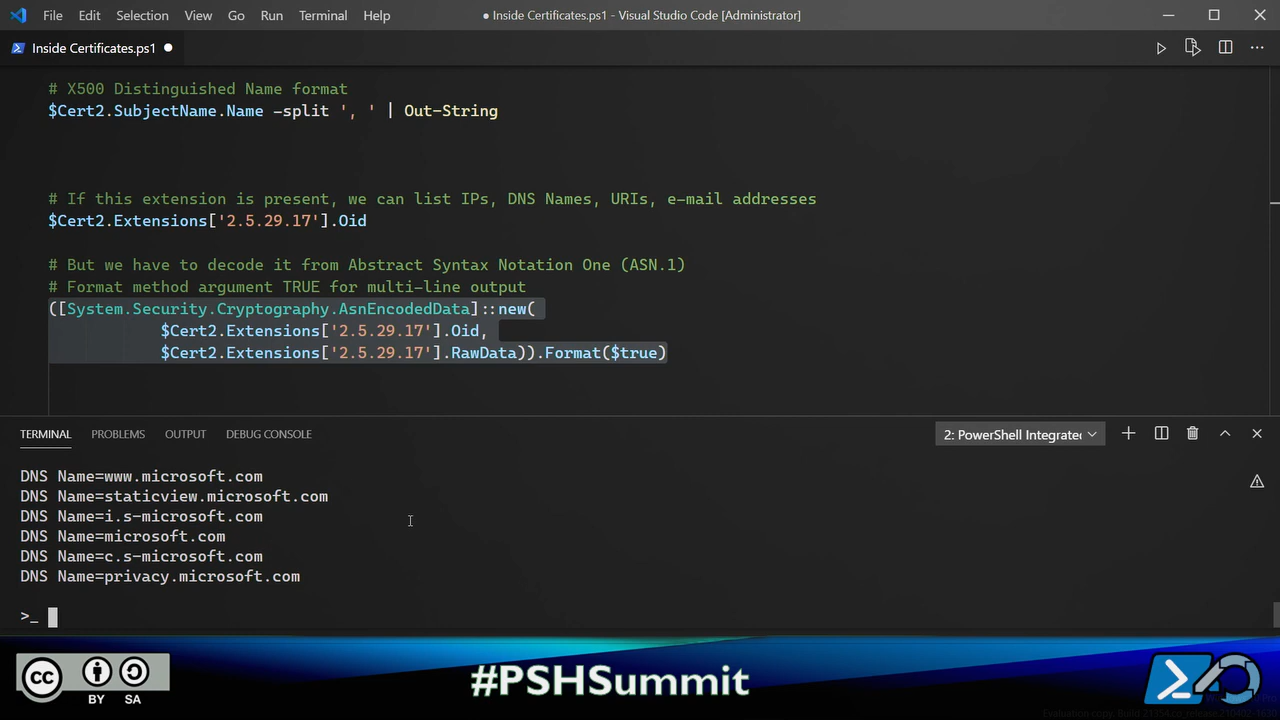 File Edit Selection View Go Run Terminal Help
● Inside Certificates.ps1 - Visual Studio Code [Administrator]
Inside Certificates.ps1
# X500 Distinguished Name format
$Cert2.SubjectName.Name -split ', ' | Out-String
# If this extension is present, we can list IPs, DNS Names, URIs, e-mail addresses
$Cert2.Extensions['2.5.29.17'].Oid
# But we have to decode it from Abstract Syntax Notation One (ASN.1)
# Format method argument TRUE for multi-line output
([System.Security.Cryptography.AsnEncodedData]::new(
$Cert2.Extensions['2.5.29.17'].Oid,
$Cert2.Extensions['2.5.29.17'].RawData)).Format($true)
TERMINAL PROBLEMS OUTPUT DEBUG CONSOLE
2: PowerShell Integrated
DNS Name=www.microsoft.com
DNS Name=staticview.microsoft.com
DNS Name=i.s-microsoft.com
DNS Name=microsoft.com
DNS Name=c.s-microsoft.com
DNS Name=privacy.microsoft.com
>_
cc BY SA
#PSHSummit